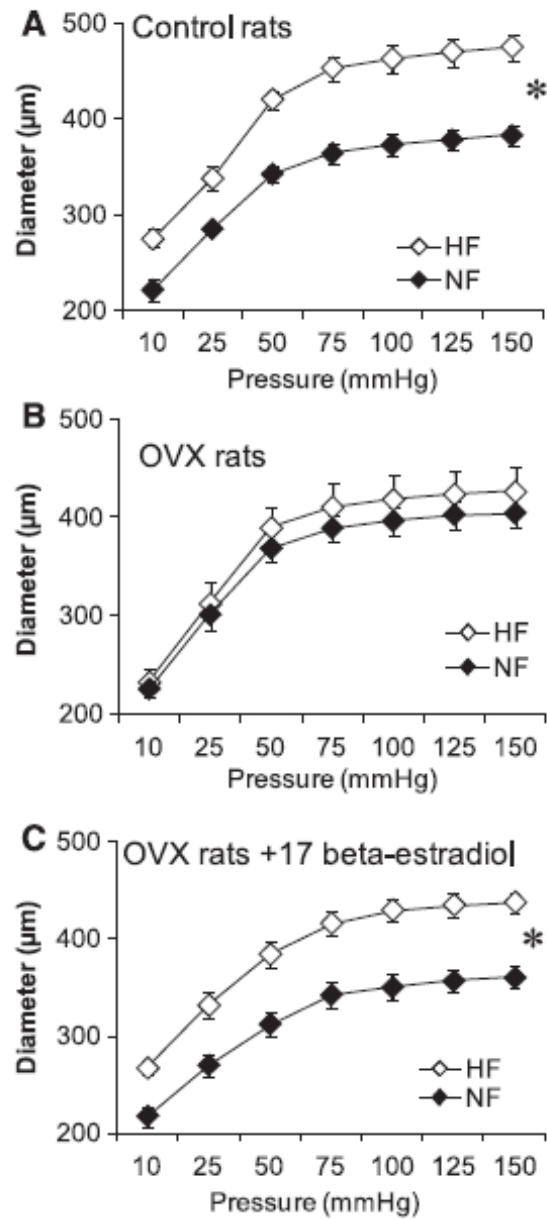 A Control rats
500
400
300
200
Diameter (µm)
*
HF
NF
10 25 50 75 100 125 150
Pressure (mmHg)
B
OVX rats
500
400
300
200
Diameter (µm)
HF
NF
10 25 50 75 100 125 150
Pressure (mmHg)
C OVX rats +17 beta-estradiol
500
400
300
200
Diameter (µm)
*
HF
NF
10 25 50 75 100 125 150
Pressure (mmHg)